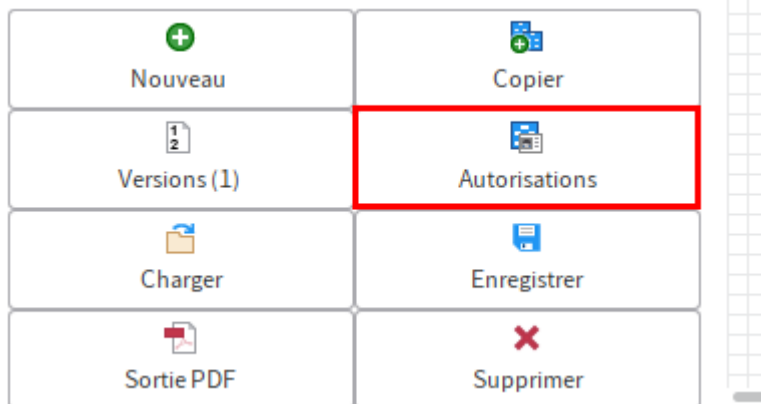 Nouveau
Copier
Versions (1)
Autorisations
Charger
Enregistrer
Sortie PDF
Supprimer